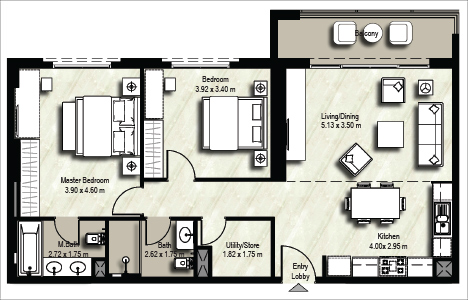 Balcony
Bedroom
3.92 x 3.40 m
Living/Dining
5.13 x 3.50 m
Master Bedroom
3.90 x 4.60 m
M.Bath
2.72 x 1.75 m
Bath
2.62 x 1.75 m
Utility/Store
1.82 x 1.75 m
Kitchen
4.00x 2.95 m
Entry
Lobby